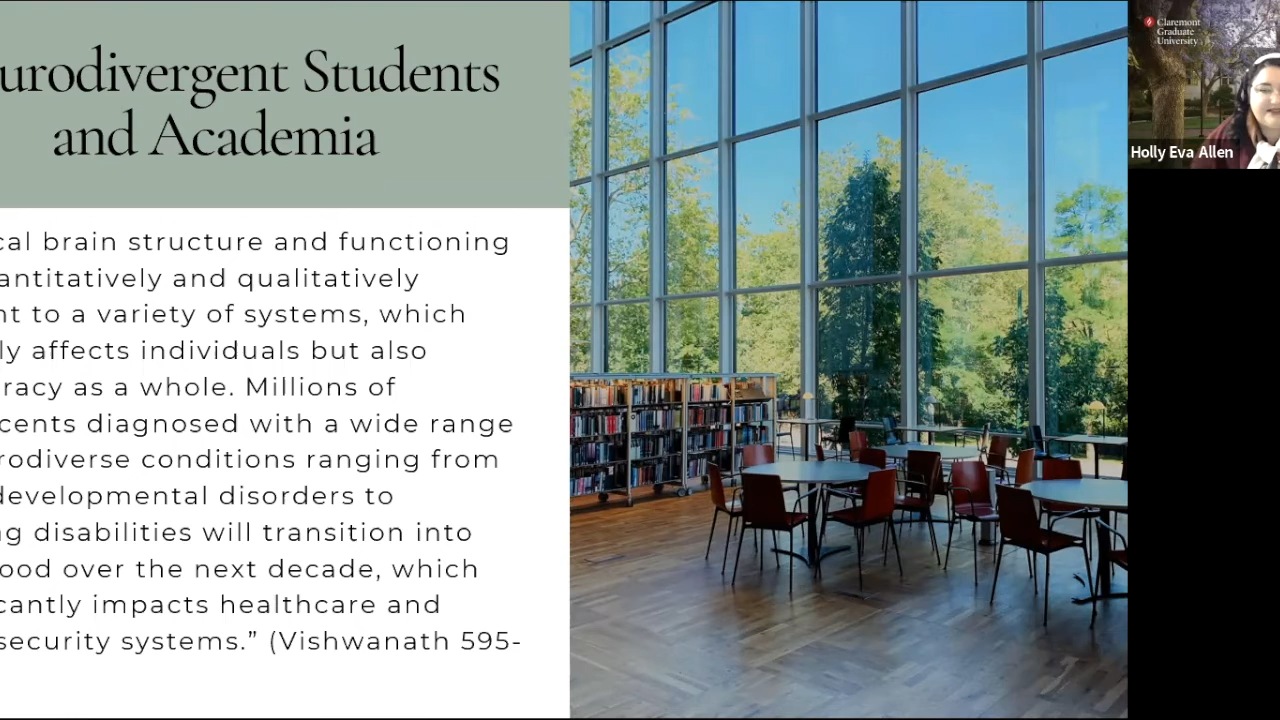 urodivergent Students
and Academia
cal brain structure and functioning
antitatively and qualitatively
nt to a variety of systems, which
ly affects individuals but also
racy as a whole. Millions of
cents diagnosed with a wide range
rodiverse conditions ranging from
developmental disorders to
ng disabilities will transition into
ood over the next decade, which
cantly impacts healthcare and
security systems.” (Vishwanath 595-
Claremont
Graduate
University
Holly Eva Allen